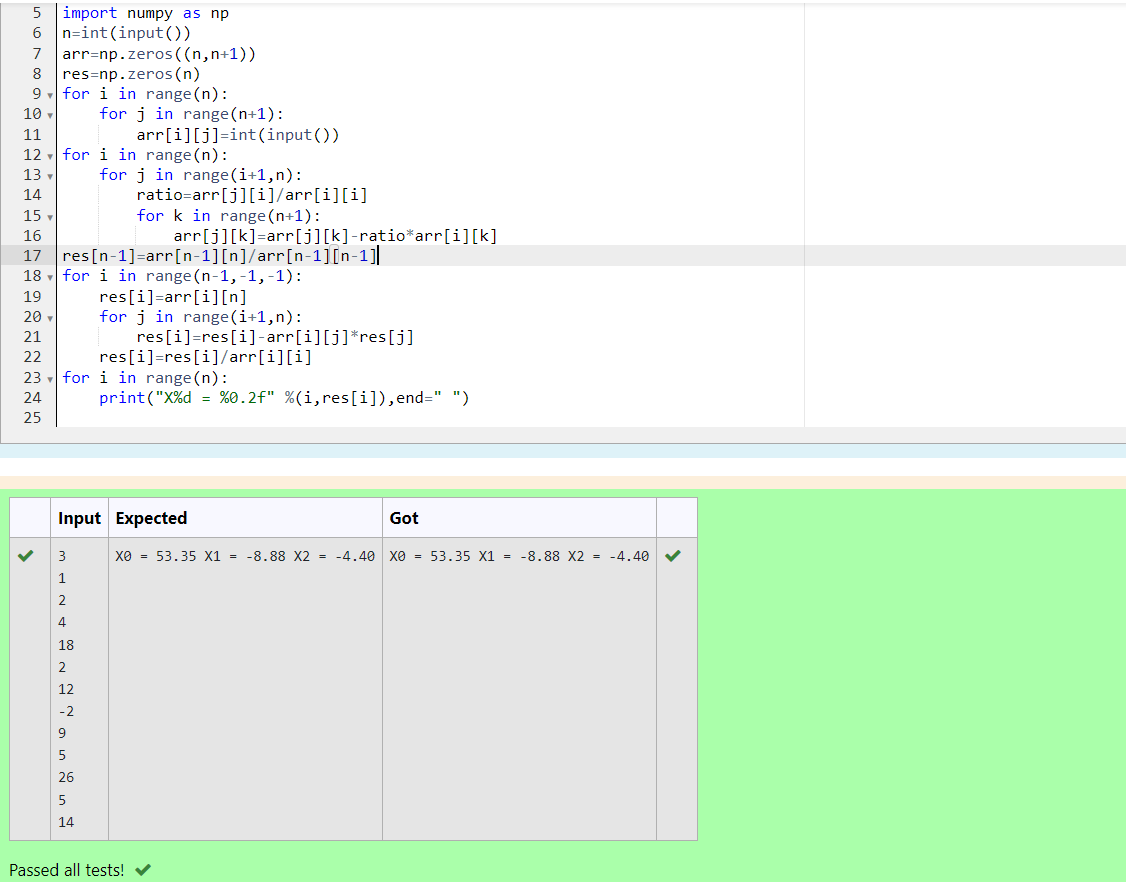 5 import numpy as np
6 n=int(input())
7 arr=np.zeros((n,n+1))
8 res=np.zeros(n)
9 for i in range(n):
10     for j in range(n+1):
11         arr[i][j]=int(input())
12 for i in range(n):
13     for j in range(i+1,n):
14         ratio=arr[j][i]/arr[i][i]
15         for k in range(n+1):
16             arr[j][k]=arr[j][k]-ratio*arr[i][k]
17 res[n-1]=arr[n-1][n]/arr[n-1][n-1]
18 for i in range(n-1,-1,-1):
19     res[i]=arr[i][n]
20     for j in range(i+1,n):
21         res[i]=res[i]-arr[i][j]*res[j]
22     res[i]=res[i]/arr[i][i]
23 for i in range(n):
24     print("X%d = %0.2f" %(i,res[i]),end=" ")
25
Input Expected Got
3 X0 = 53.35 X1 = -8.88 X2 = -4.40 X0 = 53.35 X1 = -8.88 X2 = -4.40
1
2
4
18
2
12
-2
9
5
26
5
14
Passed all tests!